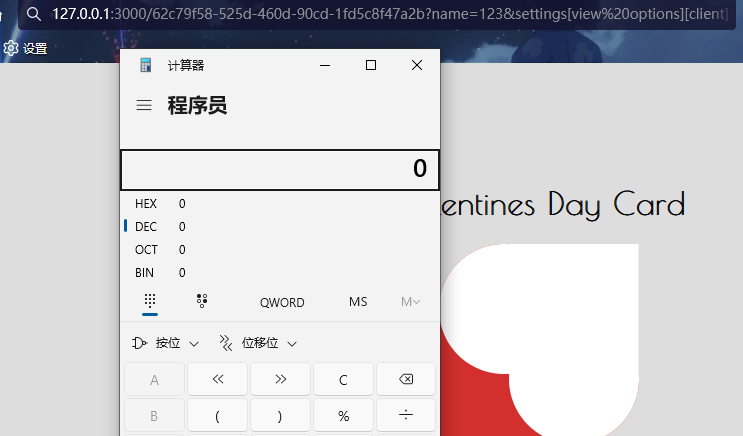 127.0.0.1:3000/62c79f58-525d-460d-90cd-1fd5c8f47a2b?name=123&settings[view%20options][client]
设置
计算器
程序员
0
entines Day Card
HEX 0
DEC 0
OCT 0
BIN 0
QWORD MS M
按位 位移位
A « » C
B ( ) % ÷